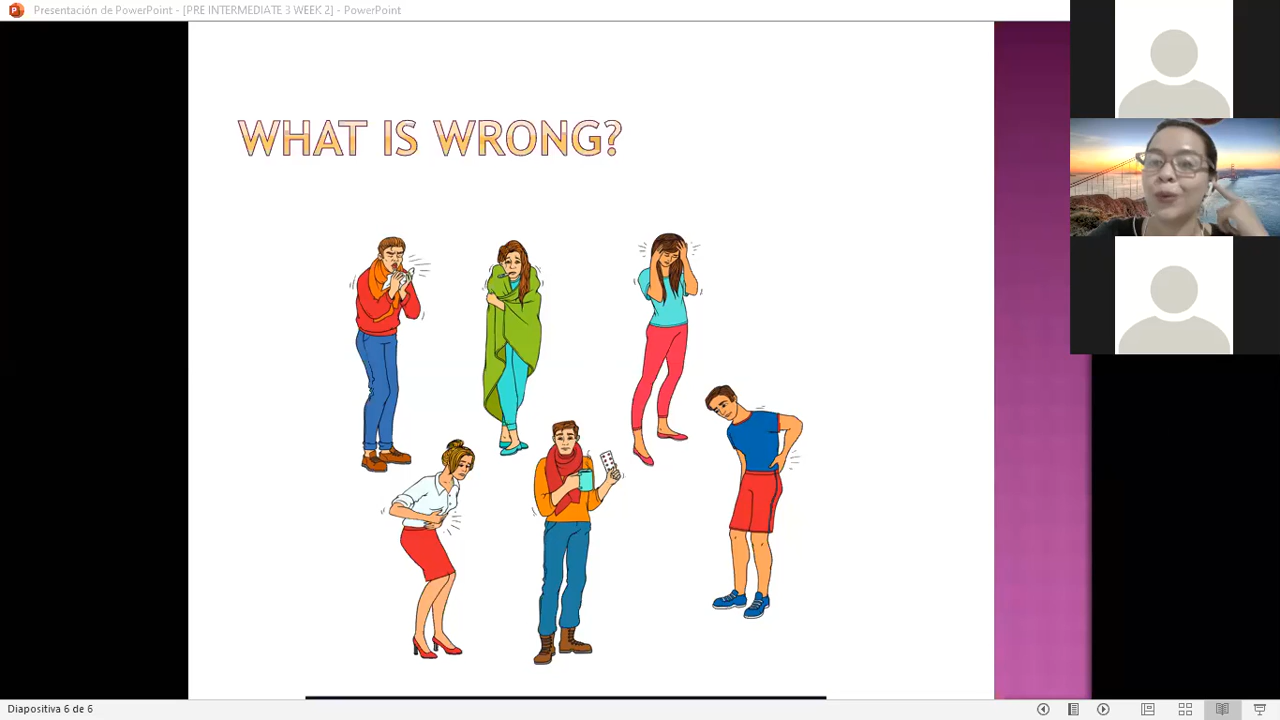 Presentación de PowerPoint - [PRE INTERMEDIATE 3 WEEK 2] - PowerPoint
WHAT IS WRONG?
Diapositiva 6 de 6